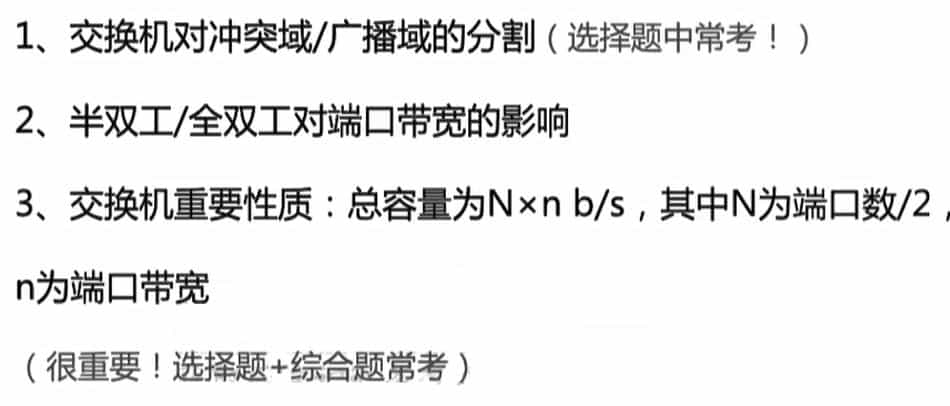 1、交换机对冲突域/广播域的分割（选择题中常考！）
2、半双工/全双工对端口带宽的影响
3、交换机重要性质：总容量为N×n b/s，其中N为端口数/2，
n为端口带宽
（很重要！选择题+综合题常考）